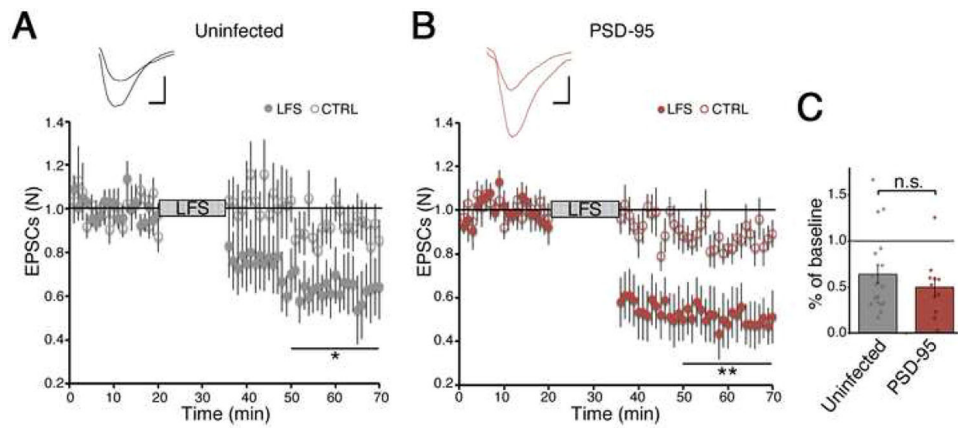 A
Uninfected
LFS CTRL
EPSCs (N)
1.4
1.2
1.0
0.8
0.6
0.4
0.2
LFS
*
0 10 20 30 40 50 60 70
Time (min)
B
PSD-95
LFS CTRL
EPSCs (N)
1.4
1.2
1.0
0.8
0.6
0.4
0.2
LFS
**
0 10 20 30 40 50 60 70
Time (min)
C
n.s.
% of baseline
1.5
1.0
0.5
0.0
Uninfected
PSD-95